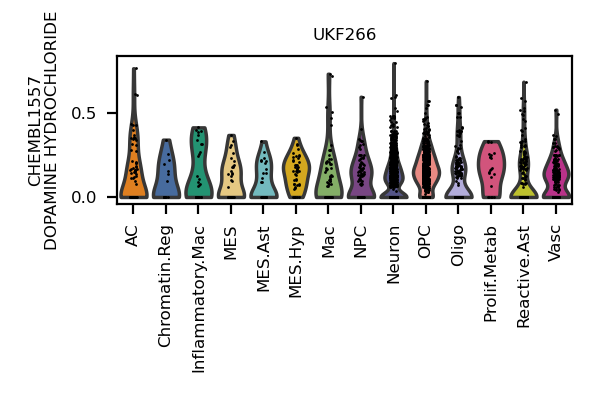 UKF266
CHEMBL1557
DOPAMINE HYDROCHLORIDE
0.5
0.0
AC
Chromatin.Reg
Inflammatory.Mac
MES
MES.Ast
MES.Hyp
Mac
NPC
Neuron
OPC
Oligo
Prolif.Metab
Reactive.Ast
Vasc